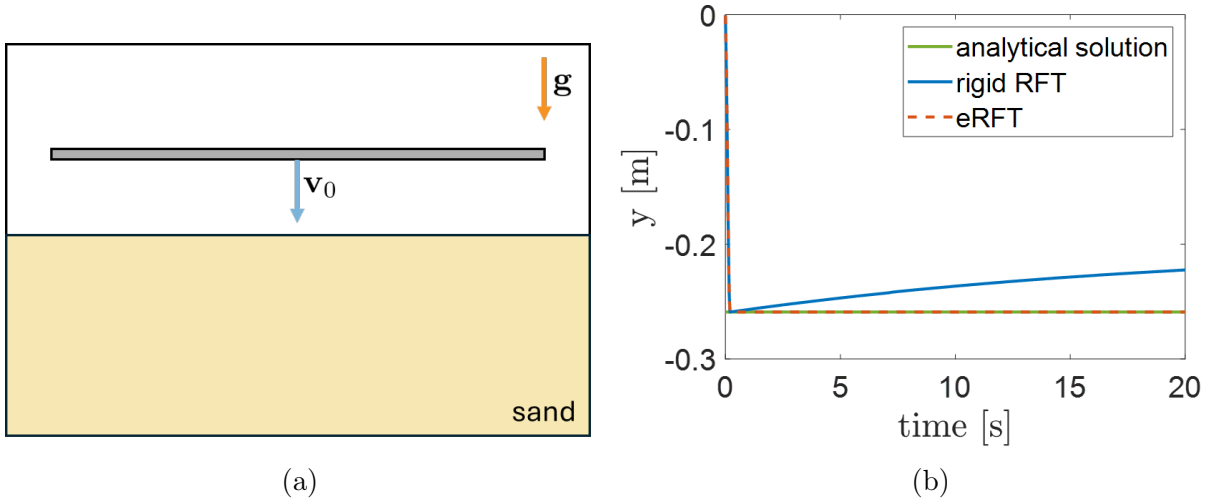 g
v₀
sand
(a)
0
-0.1
-0.2
-0.3
y [m]
analytical solution
rigid RFT
eRFT
0 5 10 15 20
time [s]
(b)